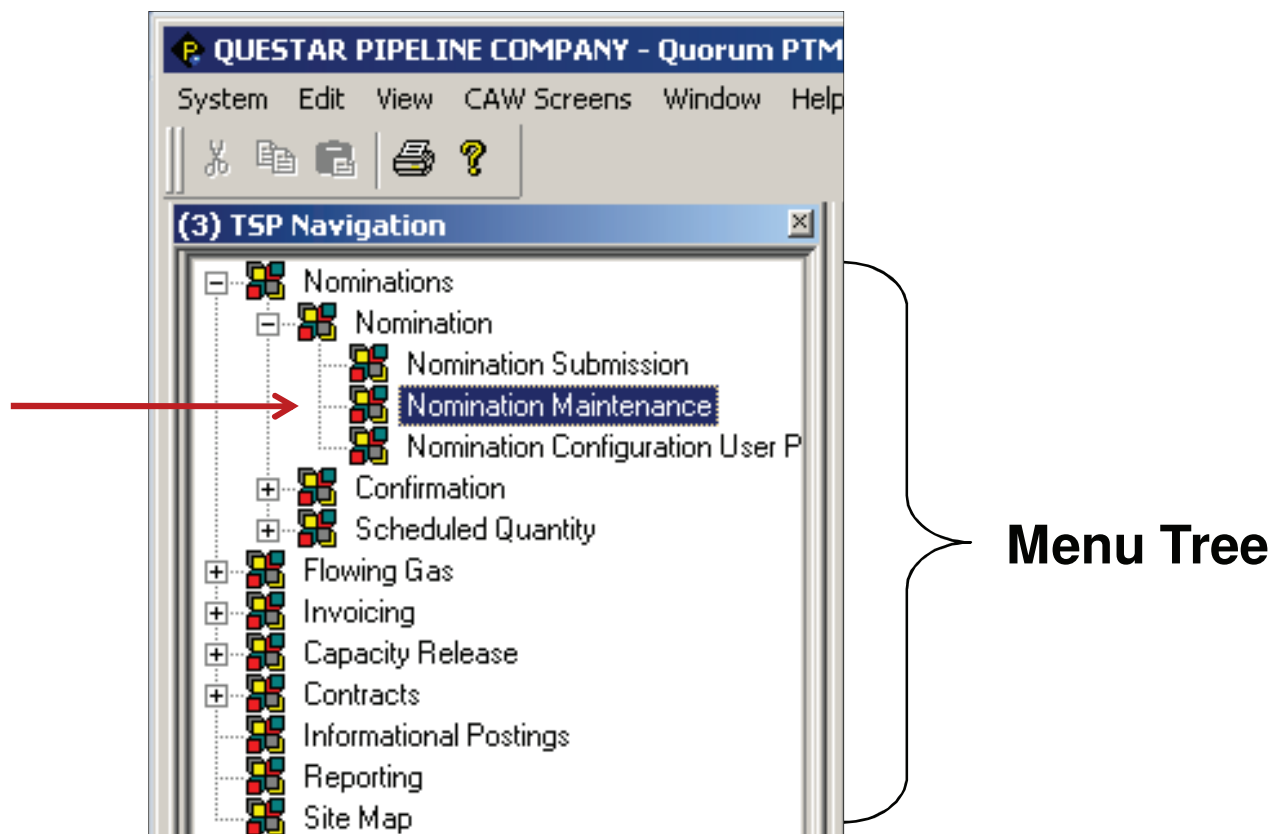 QUESTAR PIPELINE COMPANY - Quorum PTM
System Edit View CAW Screens Window Help
(3) TSP Navigation
Nominations
Nomination
Nomination Submission
Nomination Maintenance
Nomination Configuration User P
Confirmation
Scheduled Quantity
Flowing Gas
Invoicing
Capacity Release
Contracts
Informational Postings
Reporting
Site Map
Menu Tree